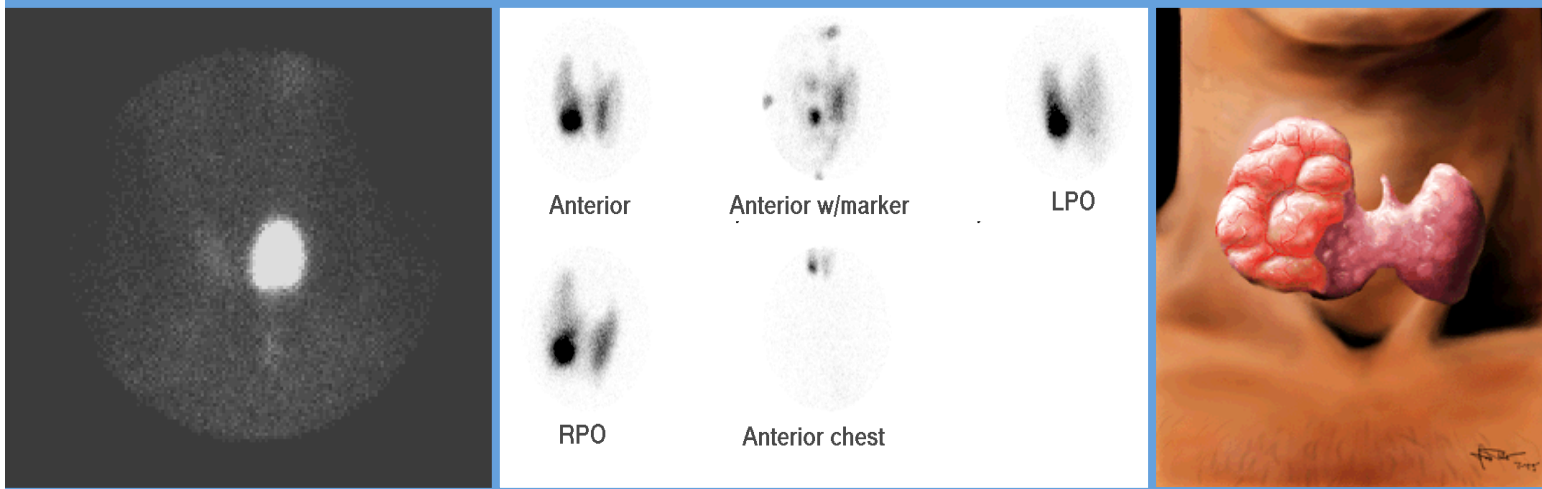 Anterior
Anterior w/marker
LPO
RPO
Anterior chest